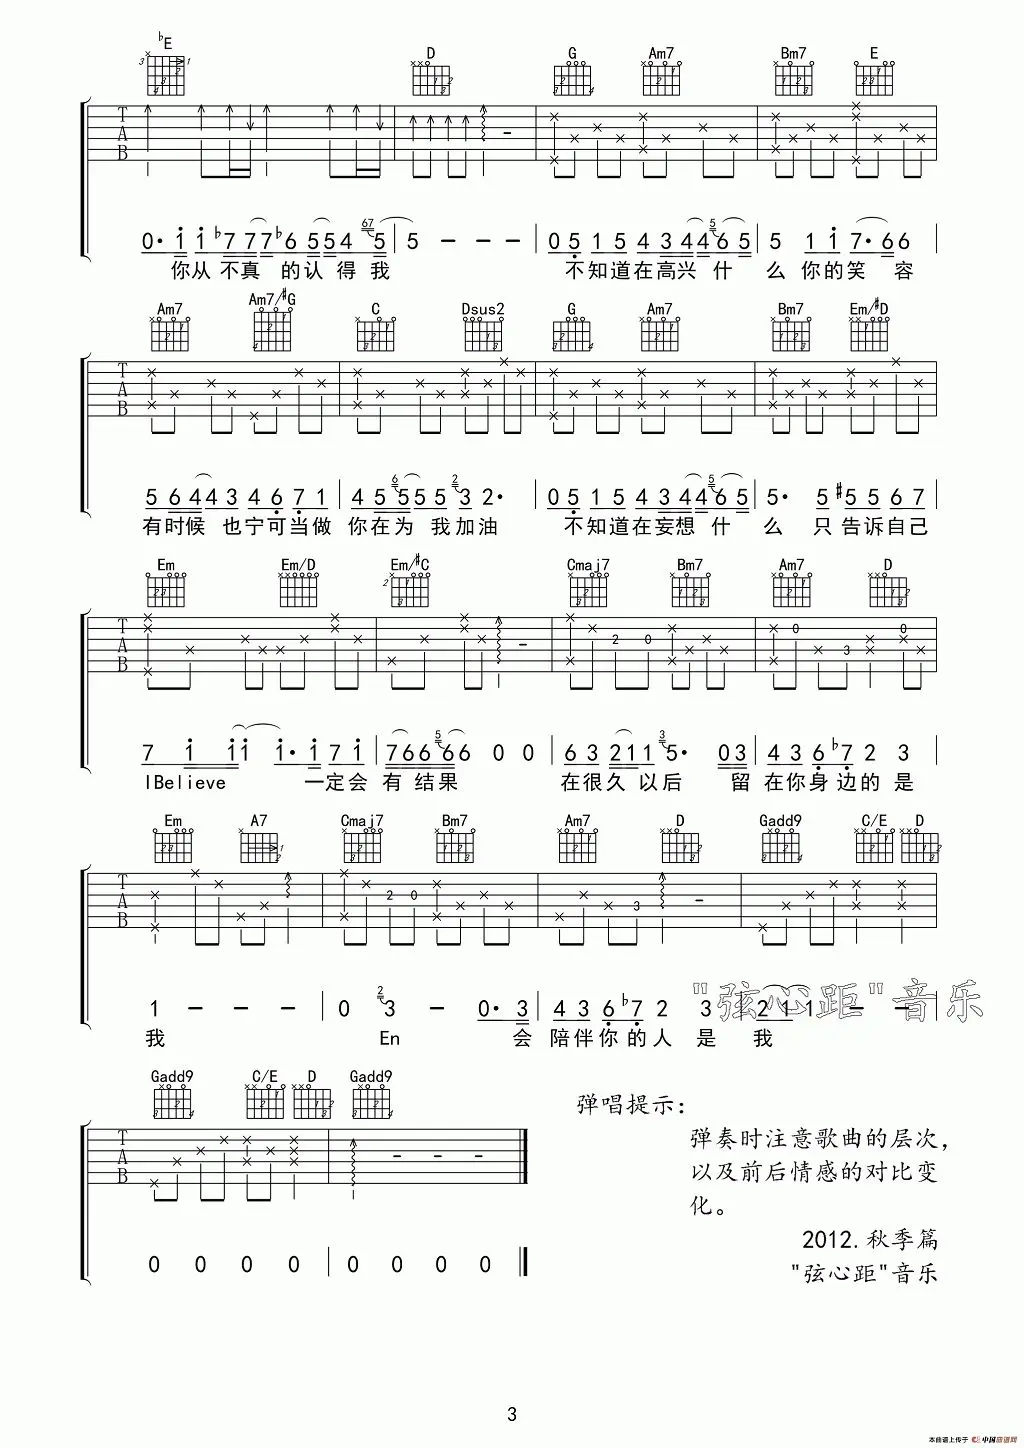 ♭E D G Am7 Bm7 E
T A B
0· i i ♭7 7 7 ♭6 5 5 4 5 5 - - - 0 5 1 5 4 3 4 4 6 5 5 1 i 7· 6 6
你从 不真 的认 得 我 不知道在高兴 什 么 你的笑 容
Am7 Am7/♯G C Dsus2 G Am7 Bm7 Em/♯D
T A B
5 6 4 4 3 4 6 7 1 4 5 5 5 5 3 2· 0 5 1 5 4 3 4 4 6 5 5· 5 ♯5 5 6 7
有时候 也宁可当做 你在为 我加油 不知道在妄想 什 么 只 告诉自己
Em Em/D Em/♯C Cmaj7 Bm7 Am7 D
T A B
7 i i i i· i 7 i 7 6 6 6 6 0 0 6 3 2 1 1 5· 0 3 4 3 6 ♭7 2 3
IBelieve 一定会 有 结果 在很久 以后 留 在你身边的 是
Em A7 Cmaj7 Bm7 Am7 D Gadd9 C/E D
T A B
1 - - - 0 3 - 0· 3 4 3 6 ♭7 2 3 2 1 1 - -
"弦心距"音乐
我 En 会 陪伴你的人 是 我
Gadd9 C/E D Gadd9
T A B
0 0 0 0 0 0 0 0
弹唱提示：
弹奏时注意歌曲的层次，
以及前后情感的对比变
化。
2012.秋季篇
"弦心距"音乐
3
本曲谱上传于 中国曲谱网